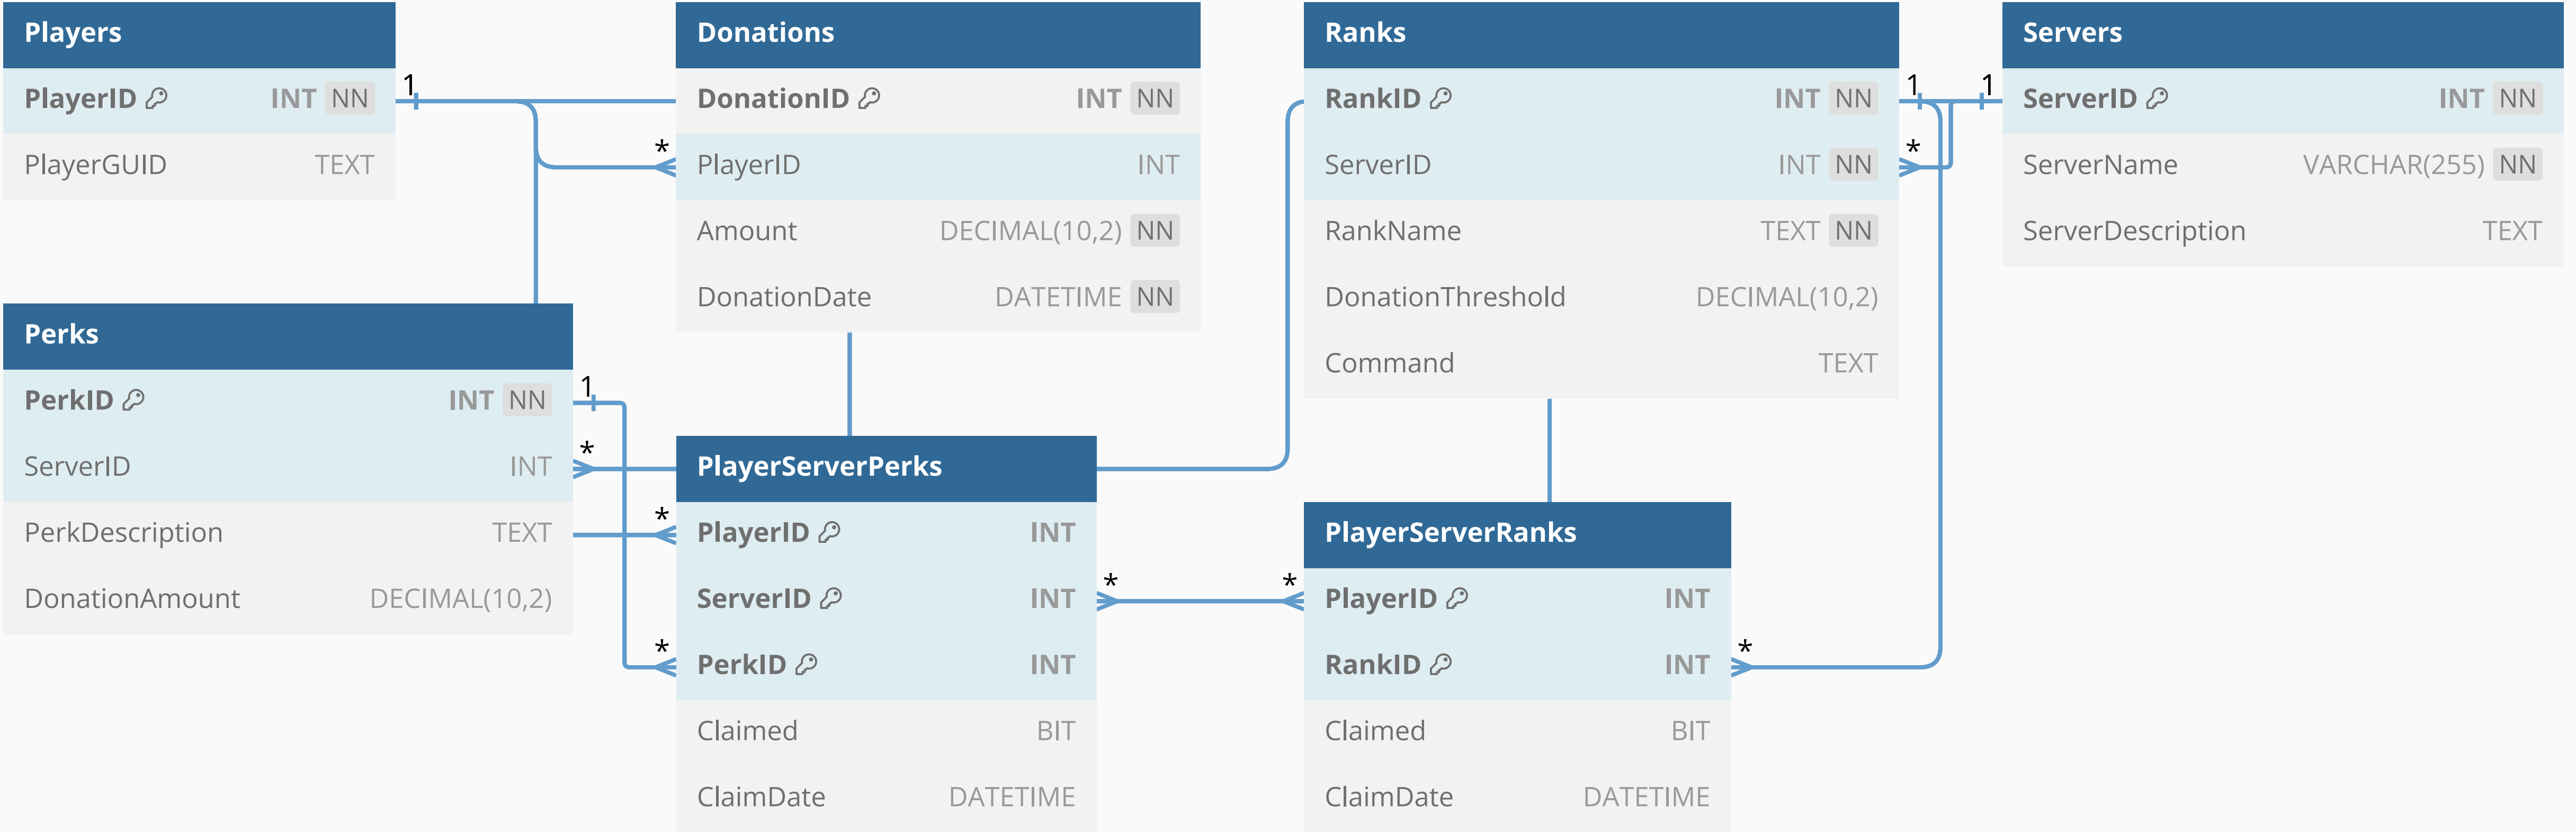 Players
PlayerID INT NN
PlayerGUID TEXT
1
Donations
DonationID INT NN
* PlayerID INT
Amount DECIMAL(10,2) NN
DonationDate DATETIME NN
Ranks
RankID INT NN 1
ServerID INT NN *
RankName TEXT NN
DonationThreshold DECIMAL(10,2)
Command TEXT
Servers
1 ServerID INT NN
ServerName VARCHAR(255) NN
ServerDescription TEXT
Perks
PerkID INT NN 1
ServerID INT *
PerkDescription TEXT
DonationAmount DECIMAL(10,2)
PlayerServerPerks
* PlayerID INT
ServerID INT *
* PerkID INT
Claimed BIT
ClaimDate DATETIME
PlayerServerRanks
* PlayerID INT
RankID INT *
Claimed BIT
ClaimDate DATETIME